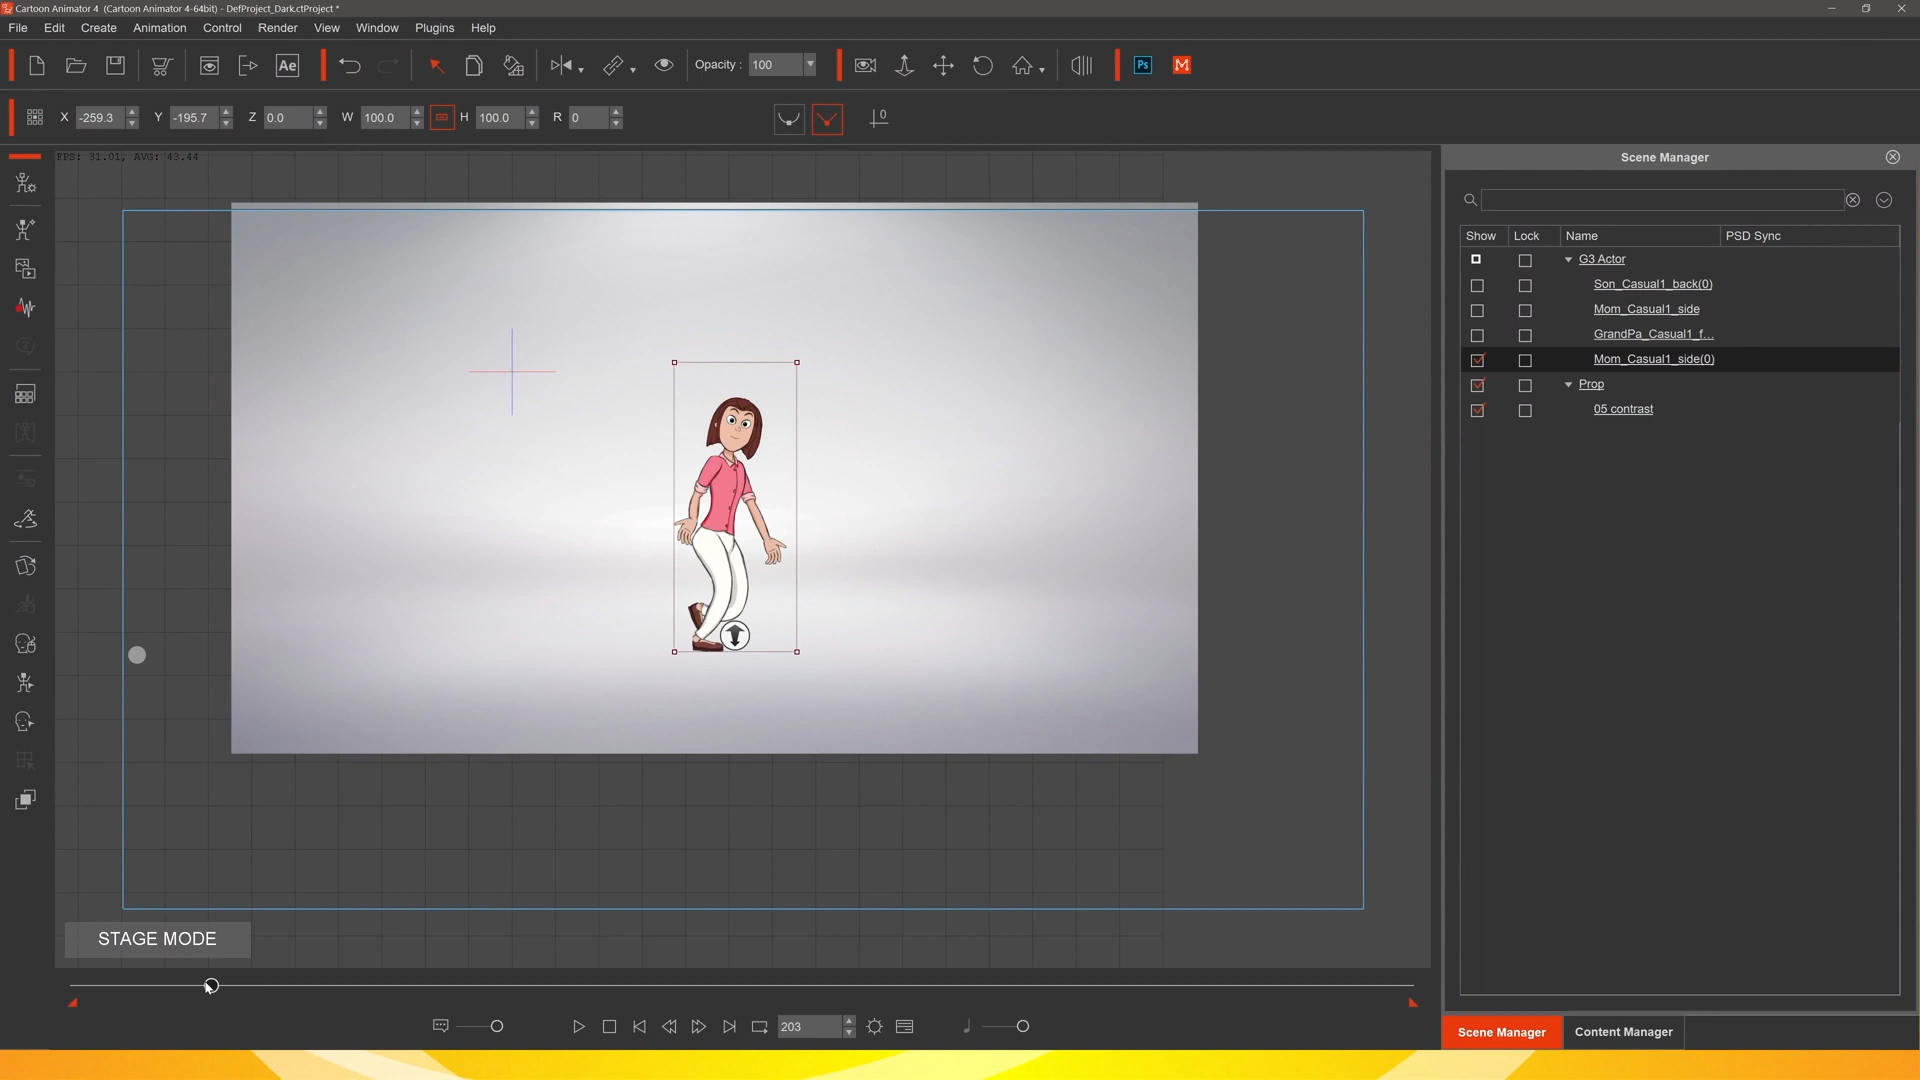 Cartoon Animator 4 (Cartoon Animator 4-64bit) - DefProject_Dark.ctProject *
File Edit Create Animation Control Render View Window Plugins Help
Ae Opacity : 100 Ps M
X -259.3 Y -195.7 Z 0.0 W 100.0 H 100.0 R 0 0
FPS: 31.01, AVG: 43.44
Scene Manager
Show Lock Name PSD Sync
G3 Actor
Son_Casual1_back(0)
Mom_Casual1_side
GrandPa_Casual1_f...
Mom_Casual1_side(0)
Prop
05 contrast
STAGE MODE
203
Scene Manager Content Manager